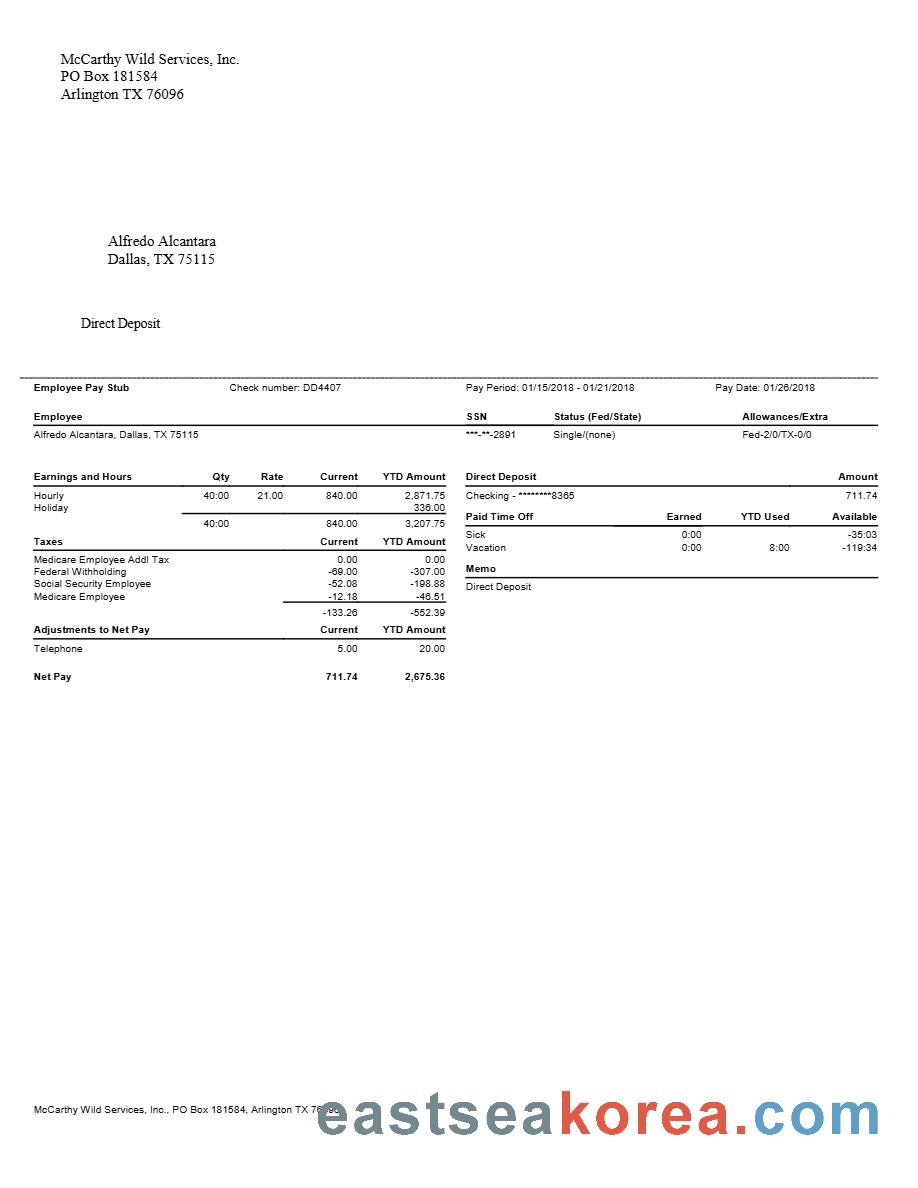 McCarthy Wild Services, Inc.
PO Box 181584
Arlington TX 76096
Alfredo Alcantara
Dallas, TX 75115
Direct Deposit
Employee Pay Stub Check number: DD4407 Pay Period: 01/15/2018 - 01/21/2018 Pay Date: 01/26/2018
Employee SSN Status (Fed/State) Allowances/Extra
Alfredo Alcantara, Dallas, TX 75115 ***-**-2891 Single/(none) Fed-2/0/TX-0/0
Earnings and Hours Qty Rate Current YTD Amount
Hourly 40:00 21.00 840.00 2,871.75
Holiday 336.00
40:00 840.00 3,207.75
Taxes Current YTD Amount
Medicare Employee Addl Tax 0.00 0.00
Federal Withholding -69.00 -307.00
Social Security Employee -52.08 -198.88
Medicare Employee -12.18 -46.51
-133.26 -552.39
Adjustments to Net Pay Current YTD Amount
Telephone 5.00 20.00
Net Pay 711.74 2,675.36
Direct Deposit Amount
Checking - ********8365 711.74
Paid Time Off Earned YTD Used Available
Sick 0:00 -35:03
Vacation 0:00 8:00 -119:34
Memo
Direct Deposit
McCarthy Wild Services, Inc., PO Box 181584, Arlington TX 76096
eastseakorea.com